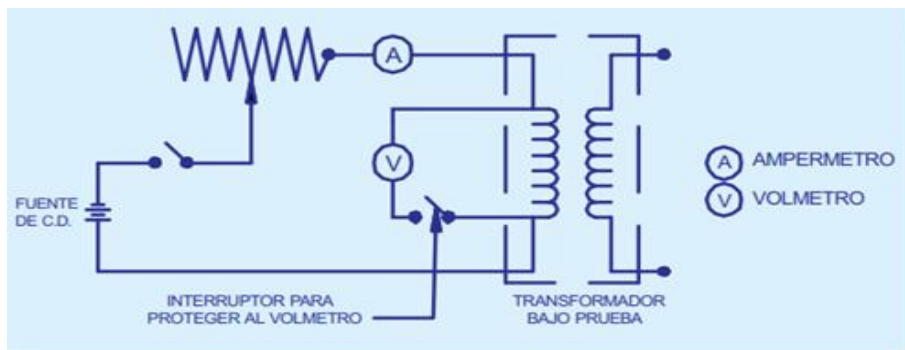 A
A AMPERMETRO
V
V VOLMETRO
FUENTE
DE C.D.
INTERRUPTOR PARA
PROTEGER AL VOLMETRO
TRANSFORMADOR
BAJO PRUEBA